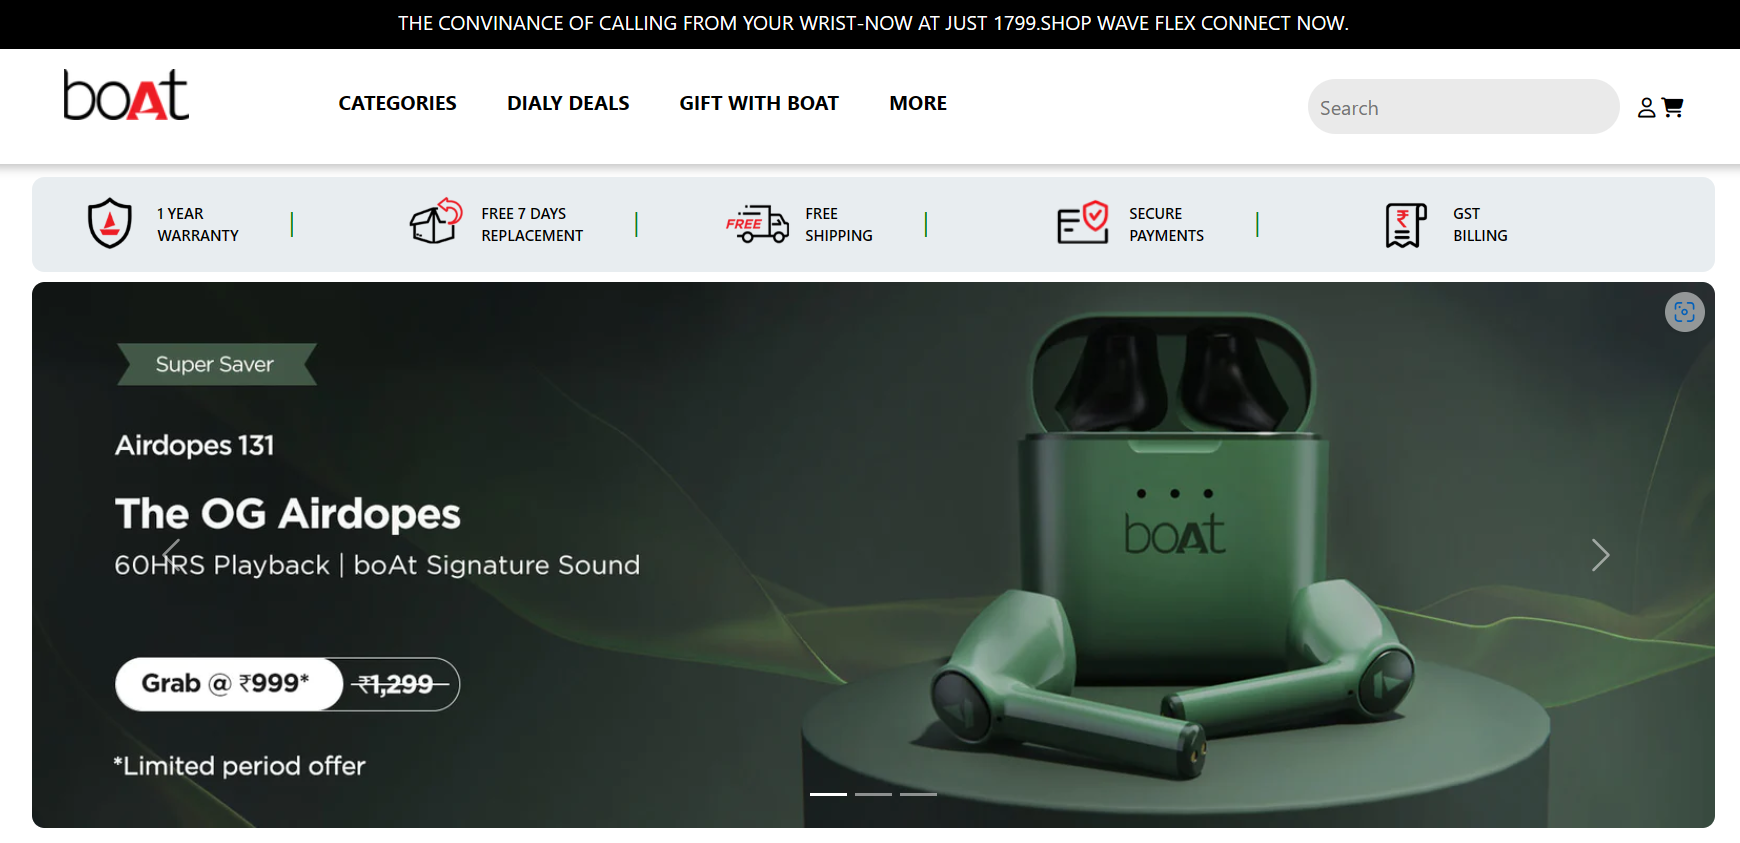 THE CONVINANCE OF CALLING FROM YOUR WRIST-NOW AT JUST 1799.SHOP WAVE FLEX CONNECT NOW.
boAt
CATEGORIES
DIALY DEALS
GIFT WITH BOAT
MORE
Search
1 YEAR
WARRANTY
FREE 7 DAYS
REPLACEMENT
FREE
FREE
SHIPPING
SECURE
PAYMENTS
₹
GST
BILLING
Super Saver
Airdopes 131
The OG Airdopes
60HRS Playback | boAt Signature Sound
Grab @ ₹999* ₹1,299
*Limited period offer
boAt